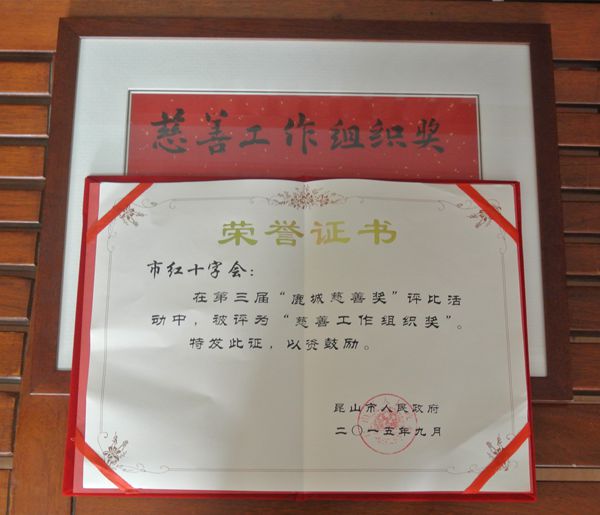 慈善工作组织奖
荣誉证书
市红十字会：
在第三届“鹿城慈善奖”评比活
动中，被评为“慈善工作组织奖”。
特发此证，以资鼓励。
昆山市人民政府
二〇一五年九月